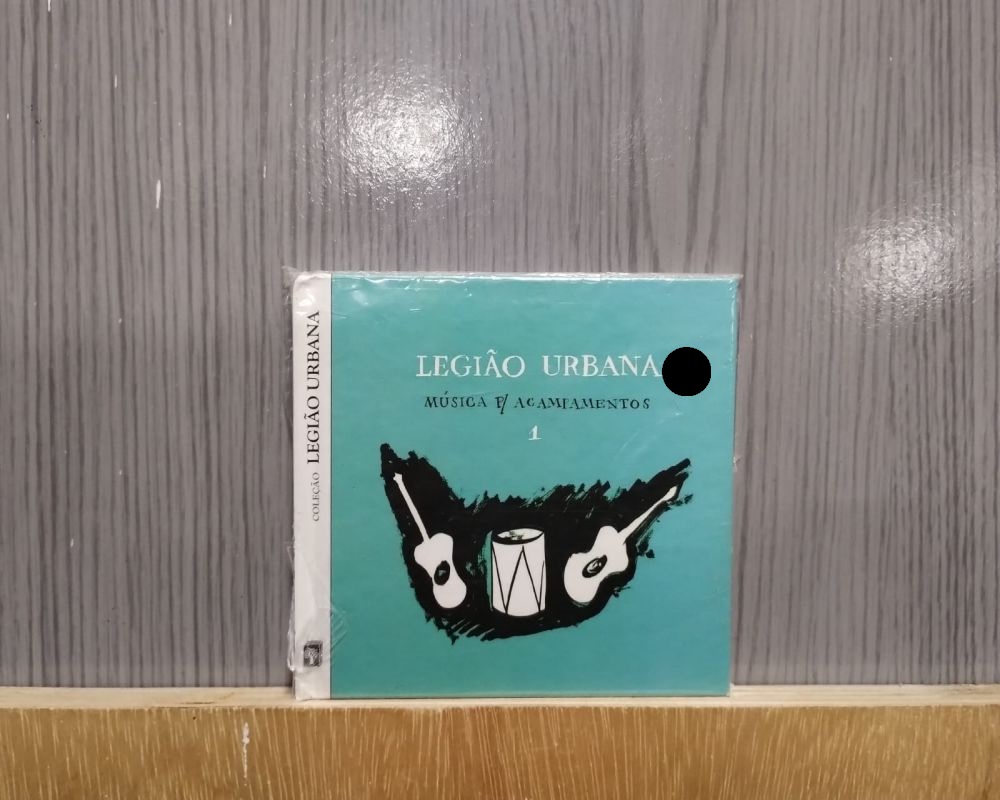 COLEÇÃO LEGIÃO URBANA
LEGIÃO URBANA
MÚSICA P/ ACAMPAMENTOS
1